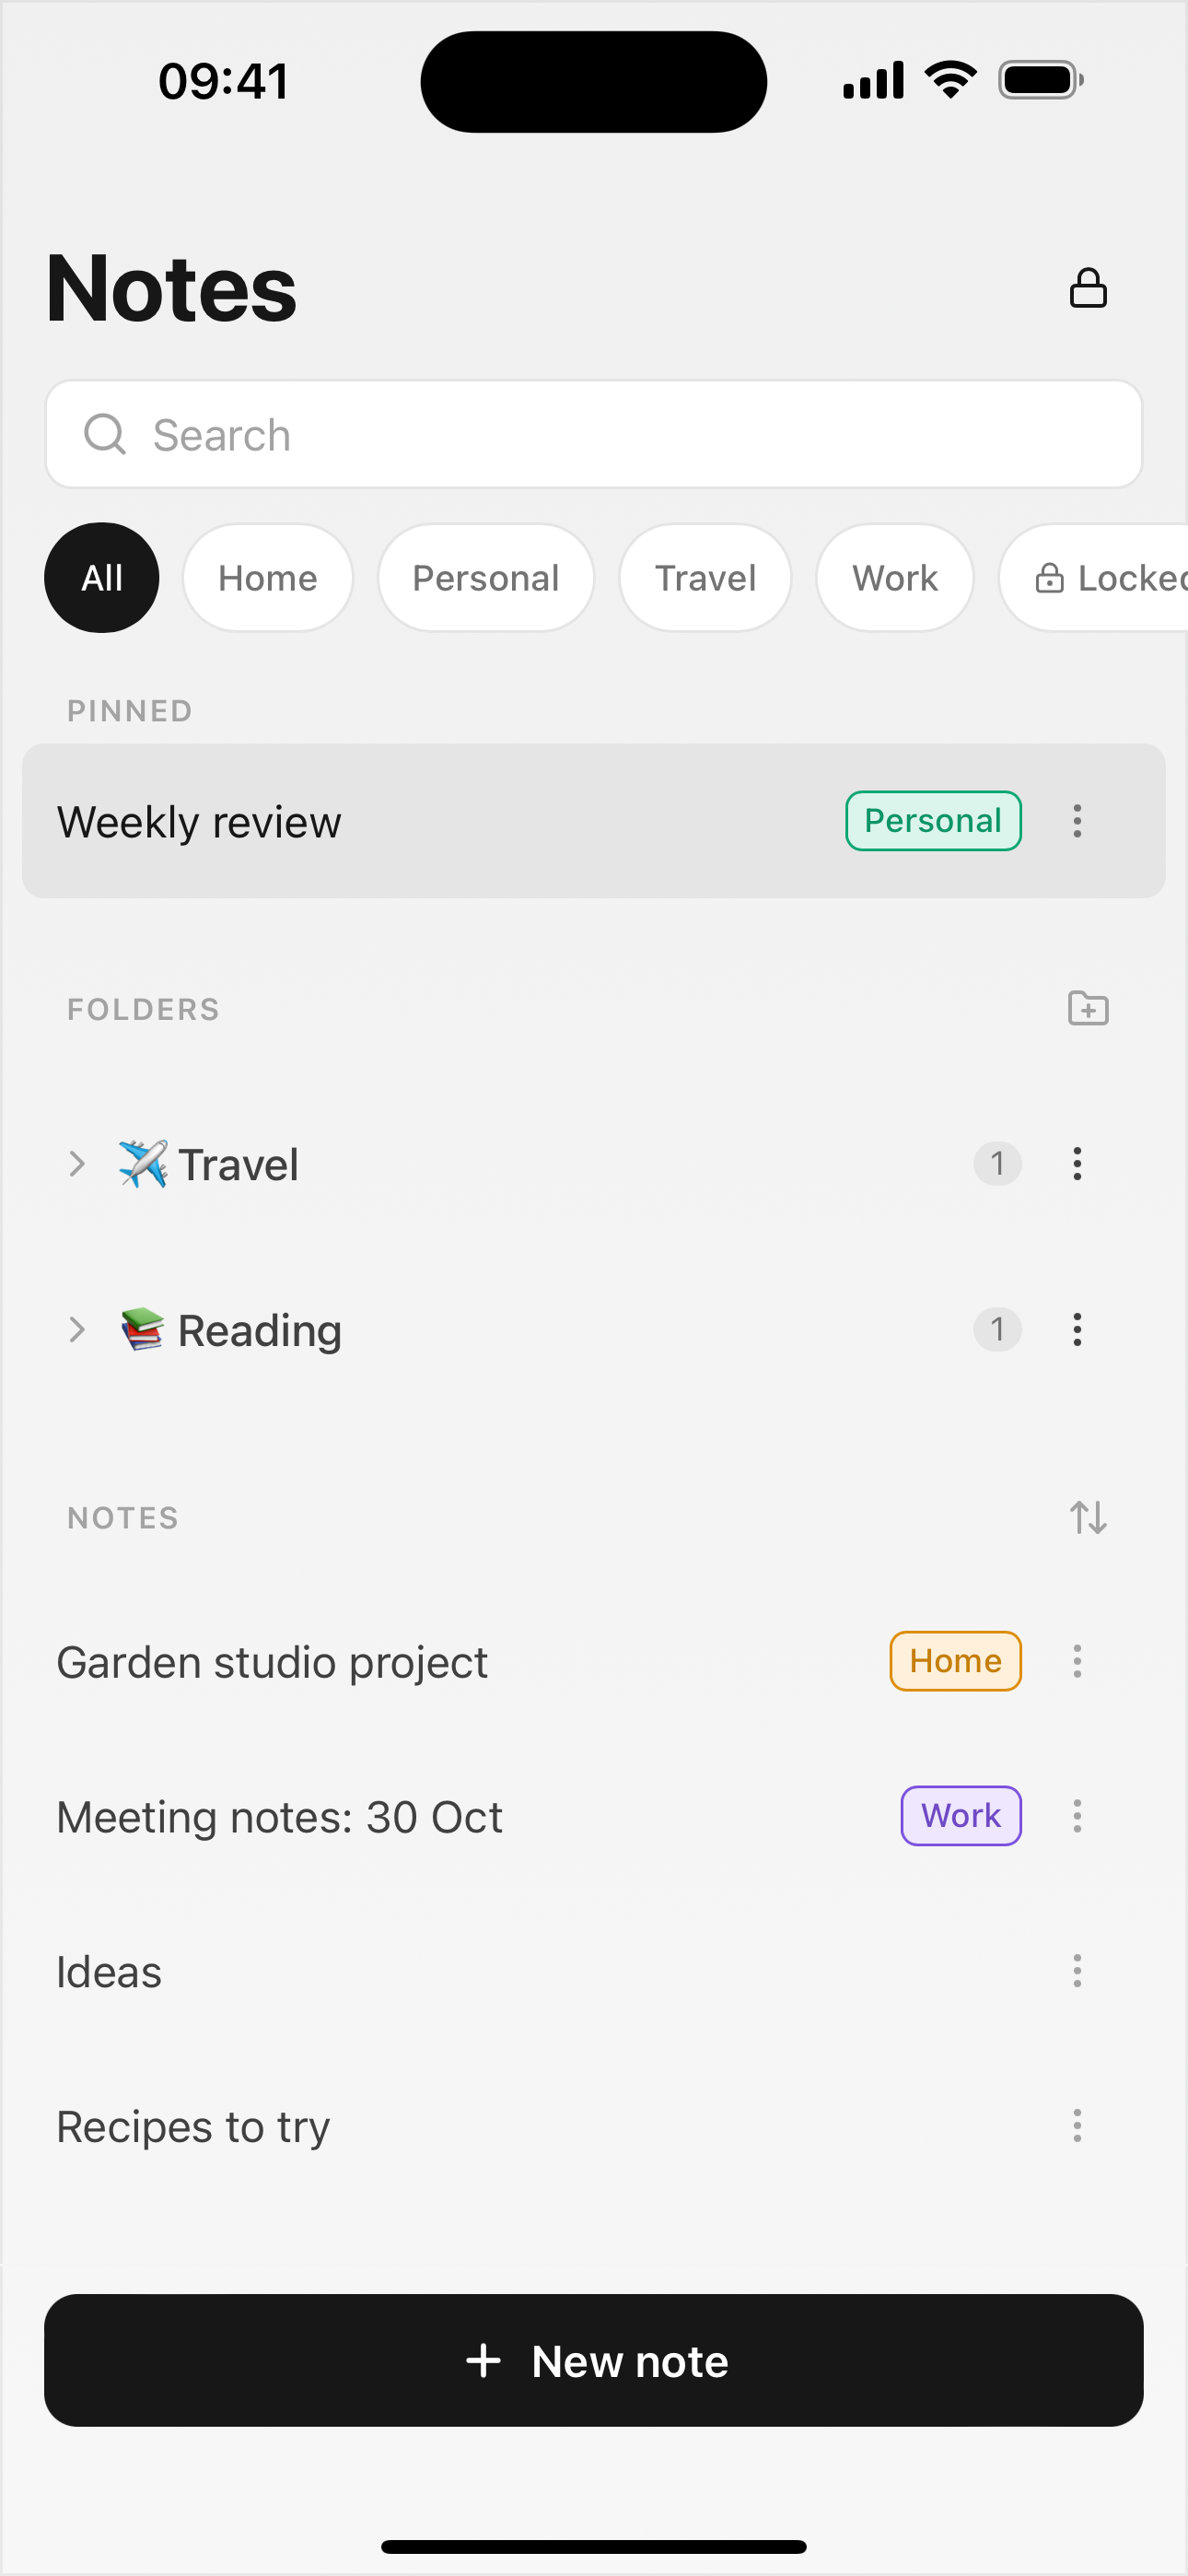 09:41
Notes
Search
All Home Personal Travel Work Locked
PINNED
Weekly review Personal
FOLDERS
Travel 1
Reading 1
NOTES
Garden studio project Home
Meeting notes: 30 Oct Work
Ideas
Recipes to try
+ New note